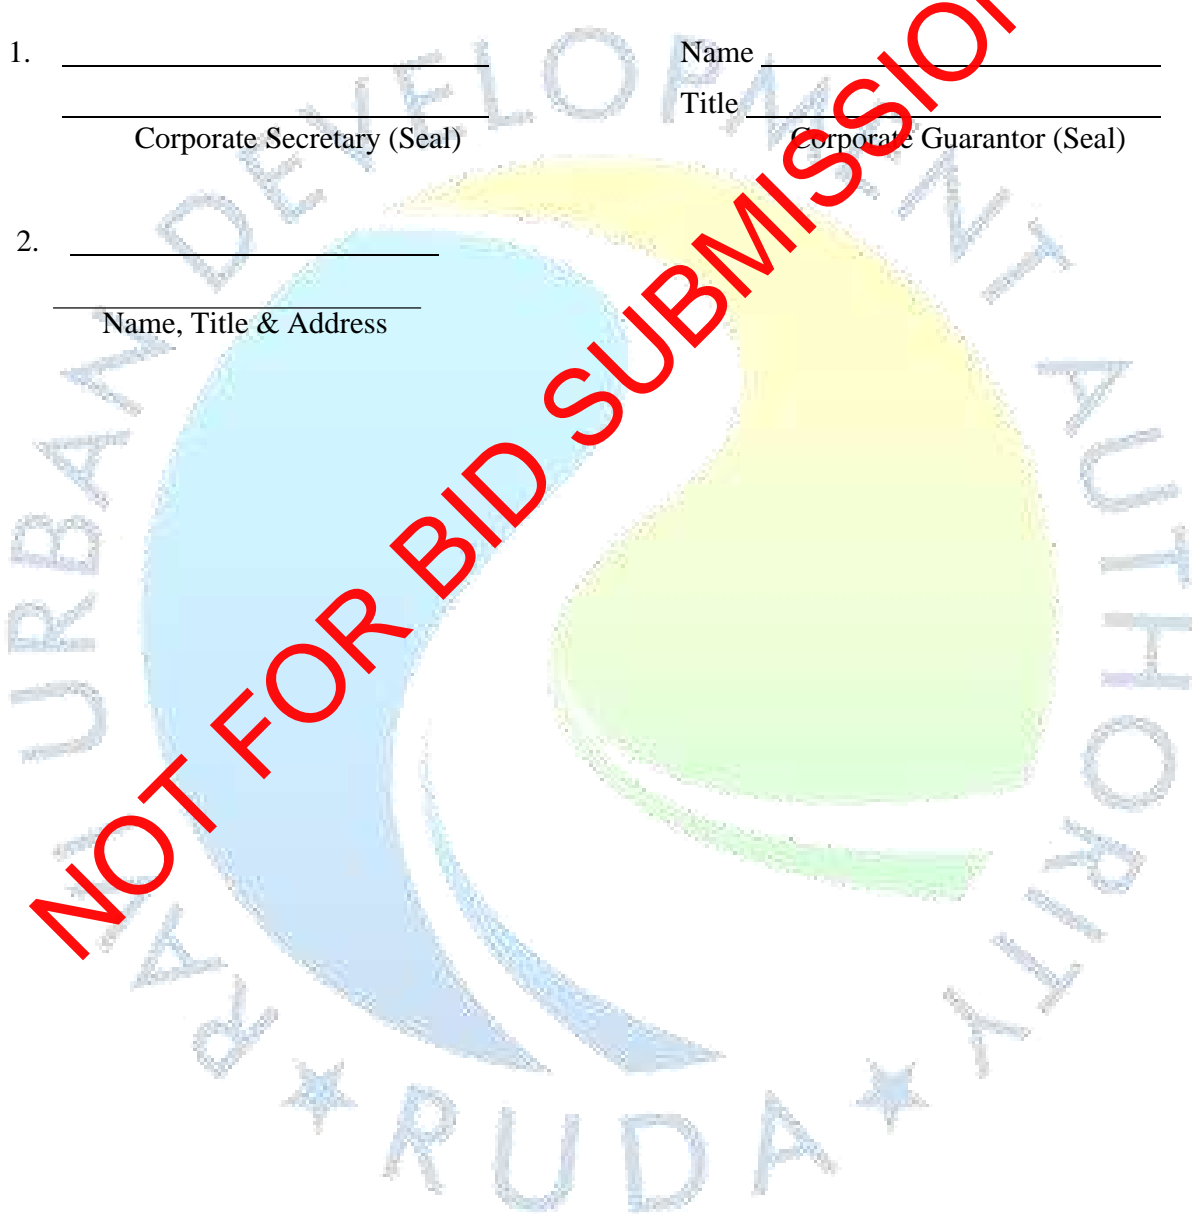 1. Name
Title
Corporate Secretary (Seal) Corporate Guarantor (Seal)
2.
Name, Title & Address
NOT FOR BID SUBMISSION
RAVI URBAN DEVELOPMENT AUTHORITY
RUDA